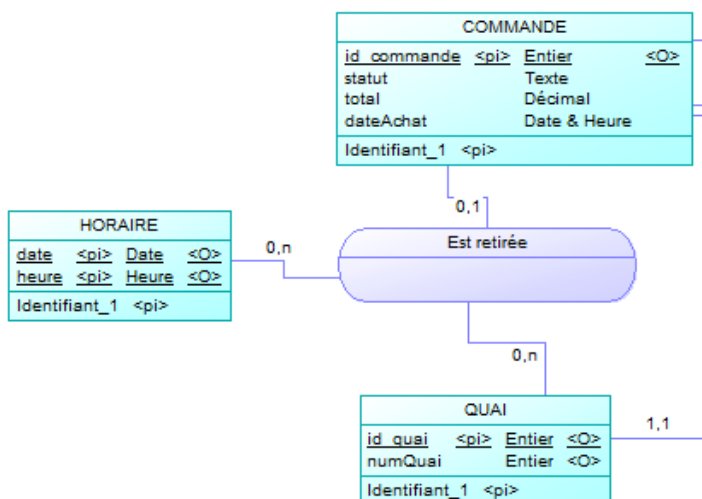 COMMANDE
id_commande <pi> Entier <O>
statut Texte
total Décimal
dateAchat Date & Heure
Identifiant_1 <pi>
0,1
HORAIRE
date <pi> Date <O>
heure <pi> Heure <O>
Identifiant_1 <pi>
0,n
Est retirée
0,n
QUAI
id_quai <pi> Entier <O>
numQuai Entier <O>
Identifiant_1 <pi>
1,1